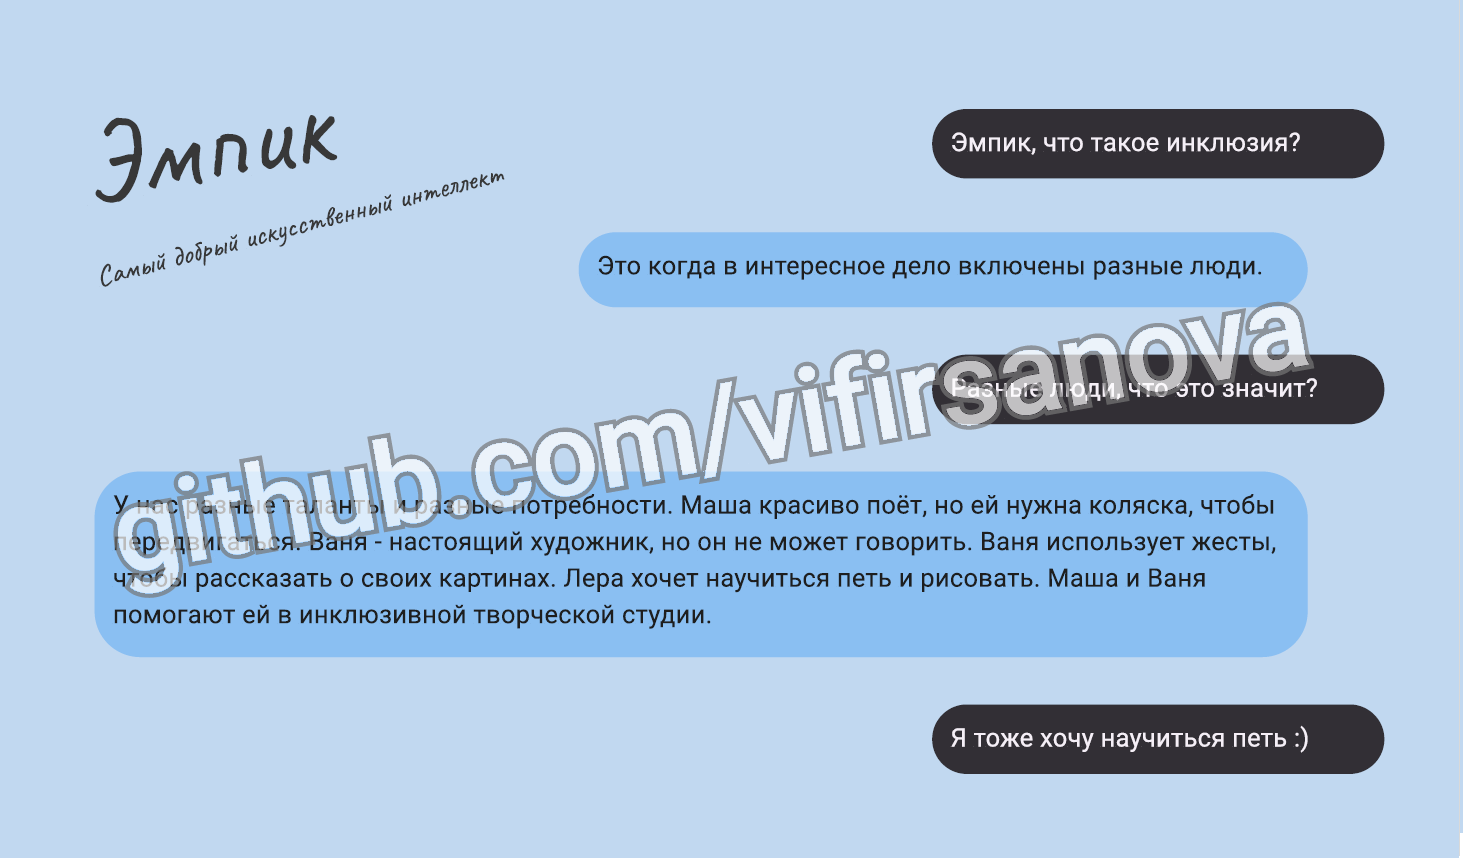 Эмпик
Самый добрый искусственный интеллект
Эмпик, что такое инклюзия?
Это когда в интересное дело включены разные люди.
Разные люди, что это значит?
github.com/vifirsanova
У нас разные таланты и разные потребности. Маша красиво поёт, но ей нужна коляска, чтобы
передвигаться. Ваня - настоящий художник, но он не может говорить. Ваня использует жесты,
чтобы рассказать о своих картинах. Лера хочет научиться петь и рисовать. Маша и Ваня
помогают ей в инклюзивной творческой студии.
Я тоже хочу научиться петь :)